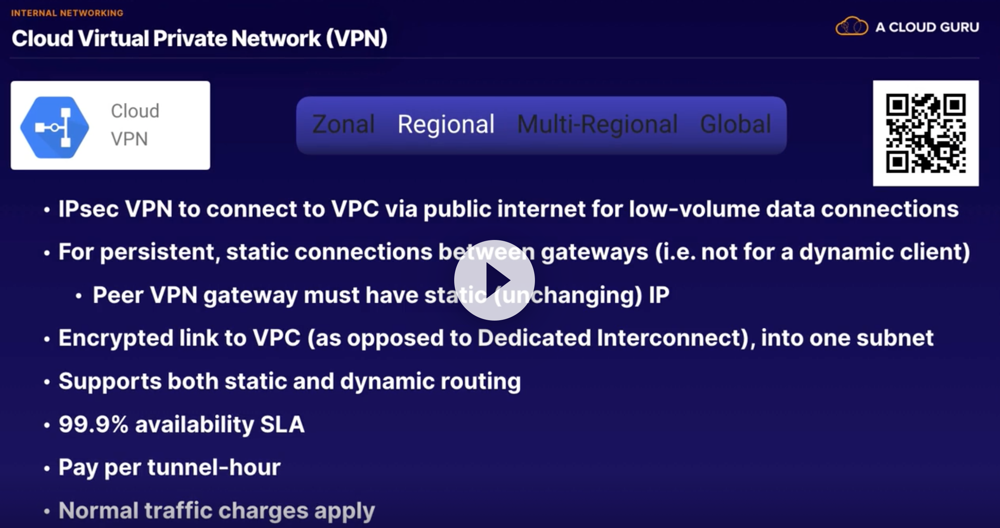 INTERNAL NETWORKING
Cloud Virtual Private Network (VPN)
A CLOUD GURU
Cloud
VPN
Zonal Regional Multi-Regional Global
• IPsec VPN to connect to VPC via public internet for low-volume data connections
• For persistent, static connections between gateways (i.e. not for a dynamic client)
• Peer VPN gateway must have static (unchanging) IP
• Encrypted link to VPC (as opposed to Dedicated Interconnect), into one subnet
• Supports both static and dynamic routing
• 99.9% availability SLA
• Pay per tunnel-hour
• Normal traffic charges apply